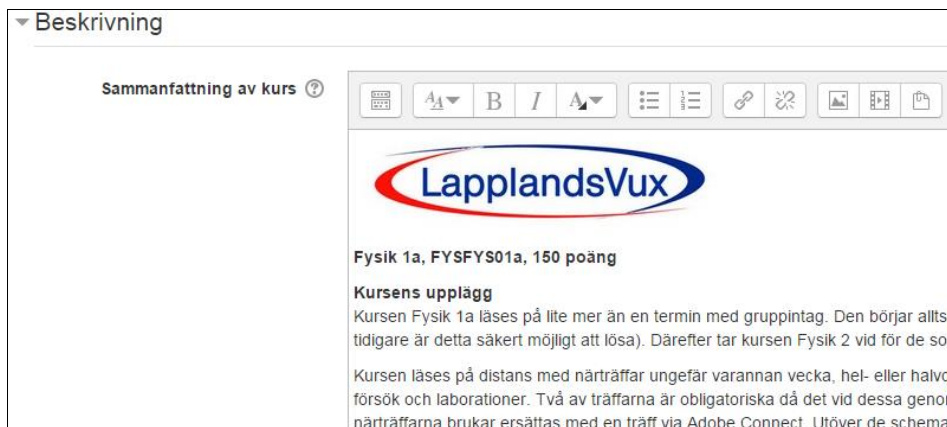 Beskrivning
Sammanfattning av kurs
LapplandsVux
Fysik 1a, FYSFYS01a, 150 poäng
Kursens upplägg
Kursen Fysik 1a läses på lite mer än en termin med gruppintag. Den börjar allts
tidigare är detta säkert möjligt att lösa). Därefter tar kursen Fysik 2 vid för de so
Kursen läses på distans med närträffar ungefär varannan vecka, hel- eller halvd
försök och laborationer. Två av träffarna är obligatoriska då det vid dessa genor
närträffarna brukar ersättas med en träff via Adobe Connect. Utöver de schema